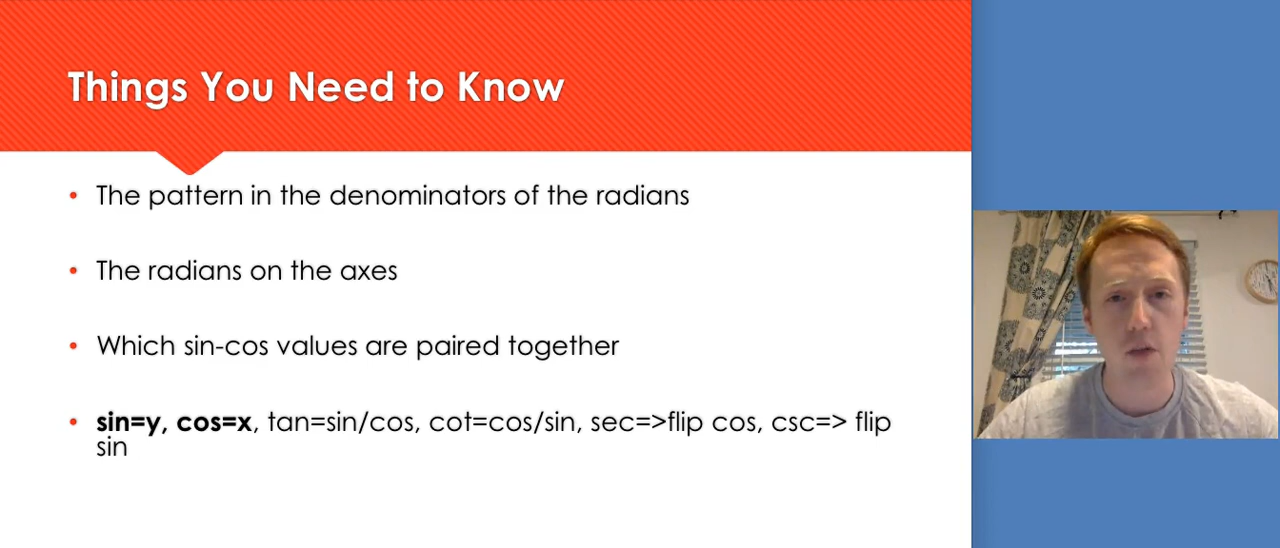 Things You Need to Know
• The pattern in the denominators of the radians
• The radians on the axes
• Which sin-cos values are paired together
• sin=y, cos=x, tan=sin/cos, cot=cos/sin, sec=>flip cos, csc=> flip
sin